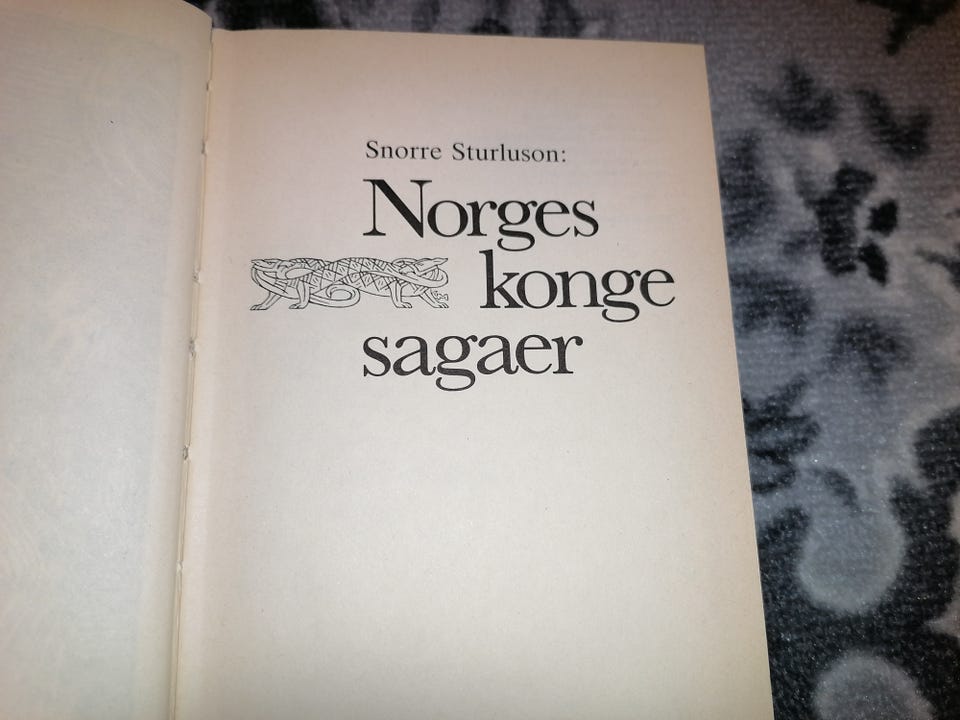 Snorre Sturluson:
Norges
konge
sagaer